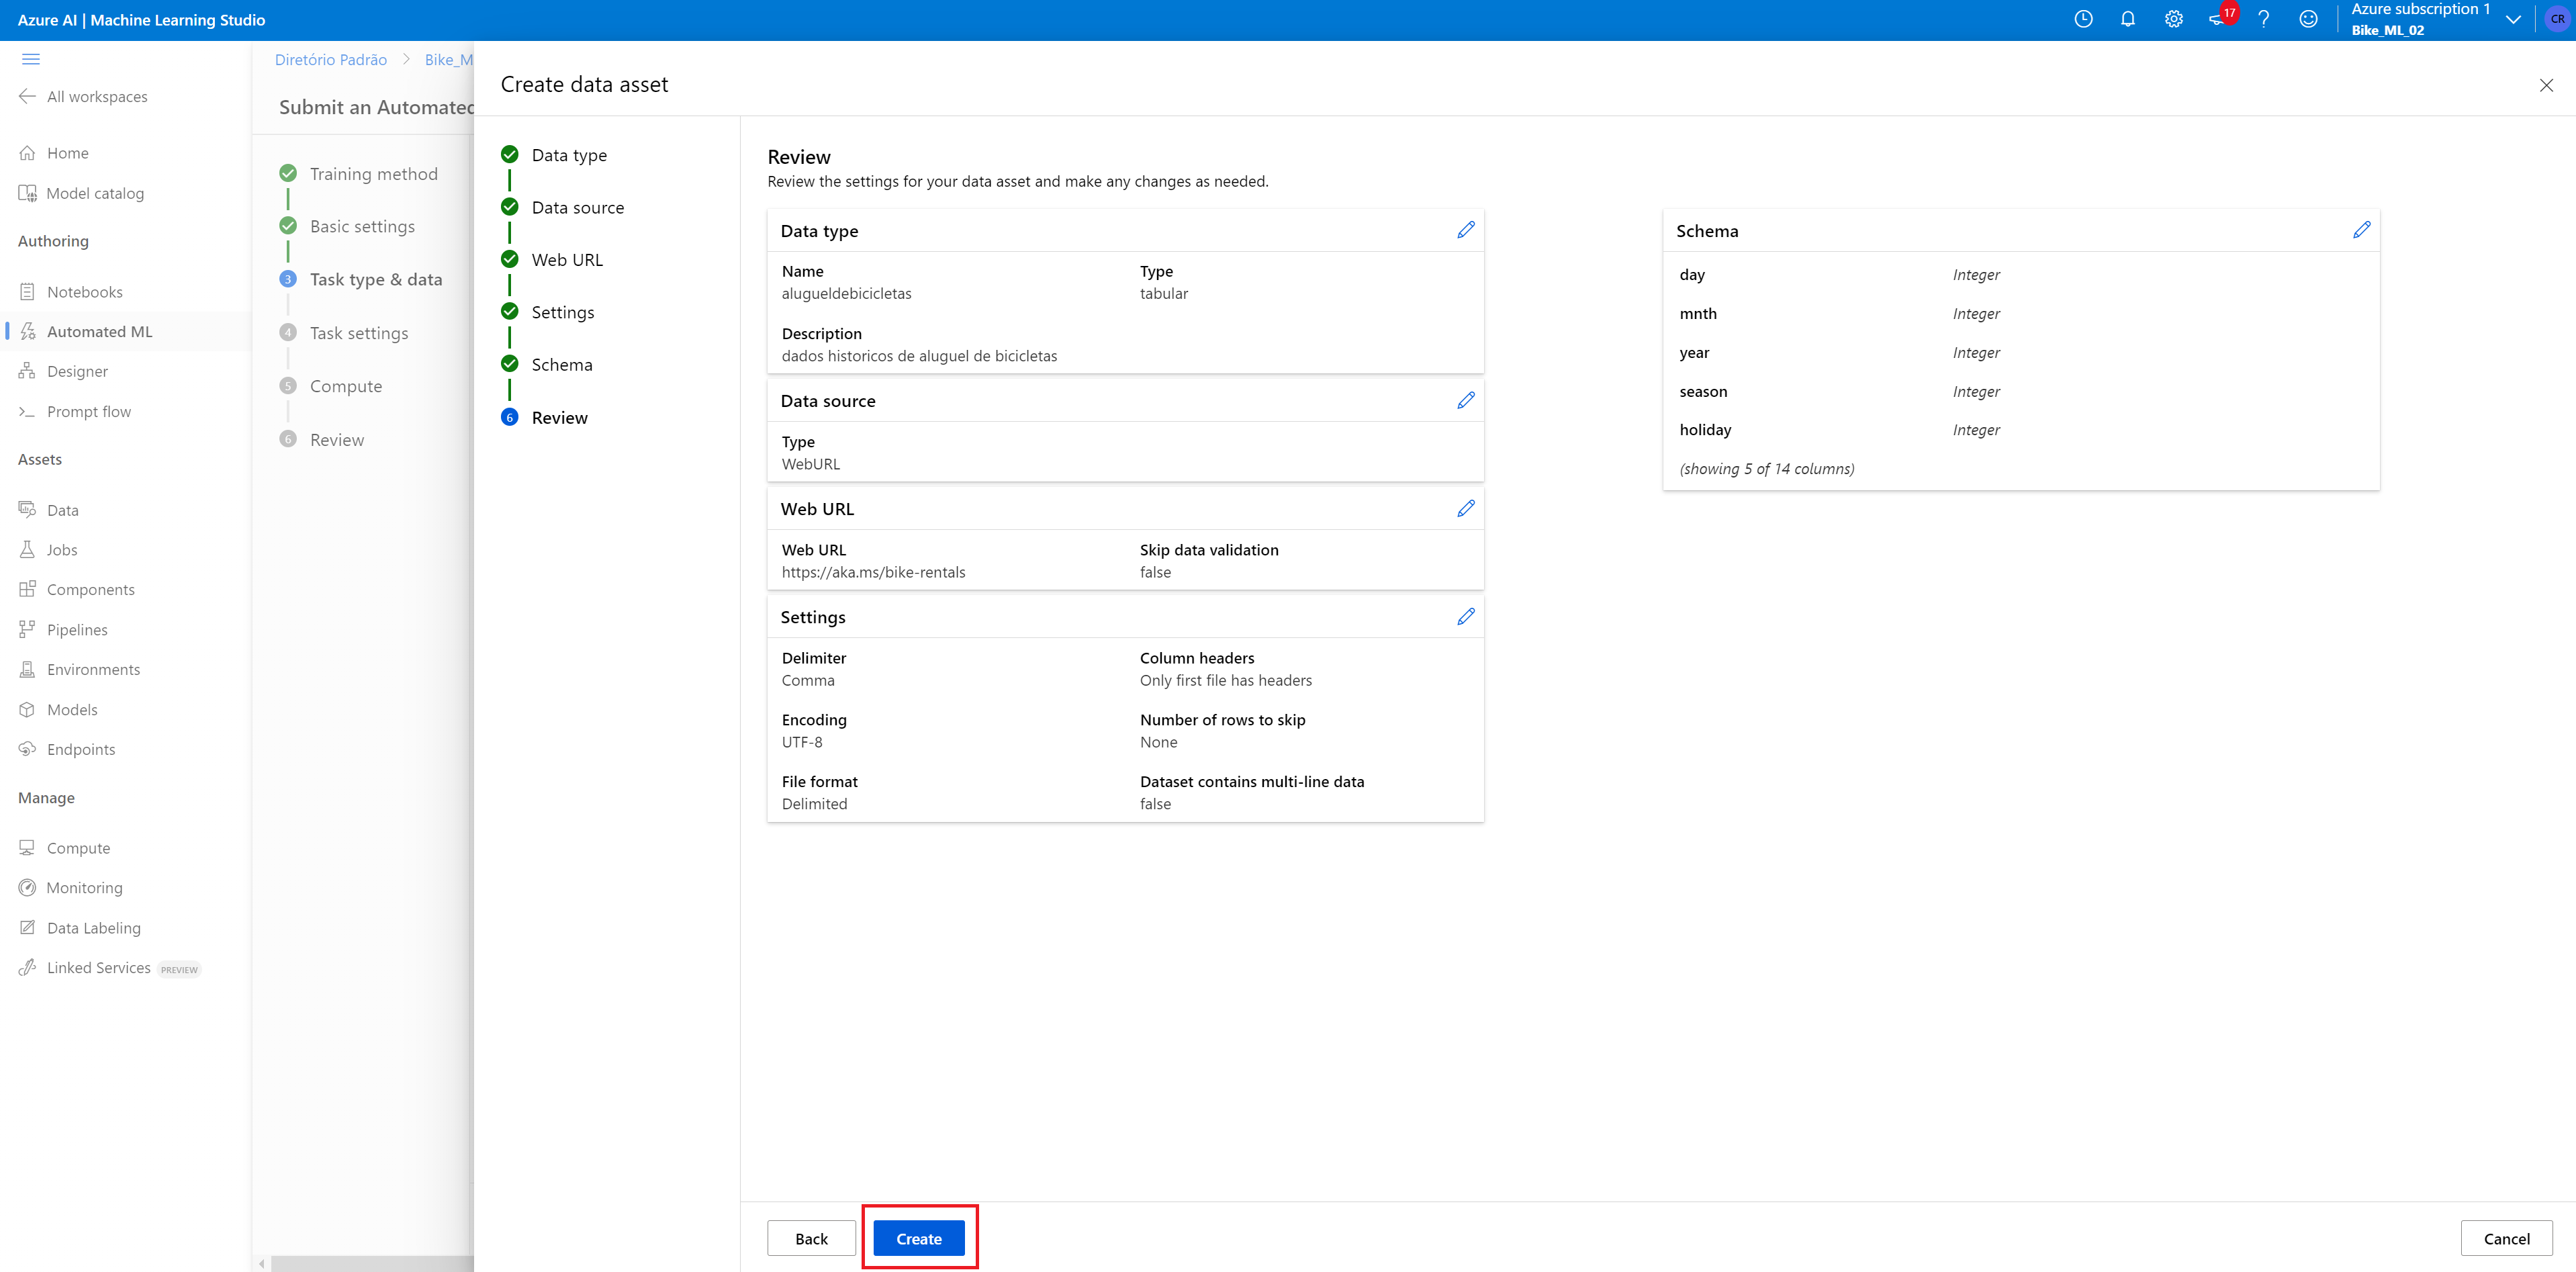 Azure AI | Machine Learning Studio
17
Azure subscription 1
Bike_ML_02
CR
All workspaces
Home
Model catalog
Authoring
Notebooks
Automated ML
Designer
Prompt flow
Assets
Data
Jobs
Components
Pipelines
Environments
Models
Endpoints
Manage
Compute
Monitoring
Data Labeling
Linked Services PREVIEW
Diretório Padrão > Bike_M
Submit an Automated
Training method
Basic settings
3 Task type & data
4 Task settings
5 Compute
6 Review
Create data asset
Data type
Data source
Web URL
Settings
Schema
6 Review
Review
Review the settings for your data asset and make any changes as needed.
Data type
Name Type
alugueldebicicletas tabular
Description
dados historicos de aluguel de bicicletas
Data source
Type
WebURL
Web URL
Web URL Skip data validation
https://aka.ms/bike-rentals false
Settings
Delimiter Column headers
Comma Only first file has headers
Encoding Number of rows to skip
UTF-8 None
File format Dataset contains multi-line data
Delimited false
Schema
day Integer
mnth Integer
year Integer
season Integer
holiday Integer
(showing 5 of 14 columns)
Back Create Cancel